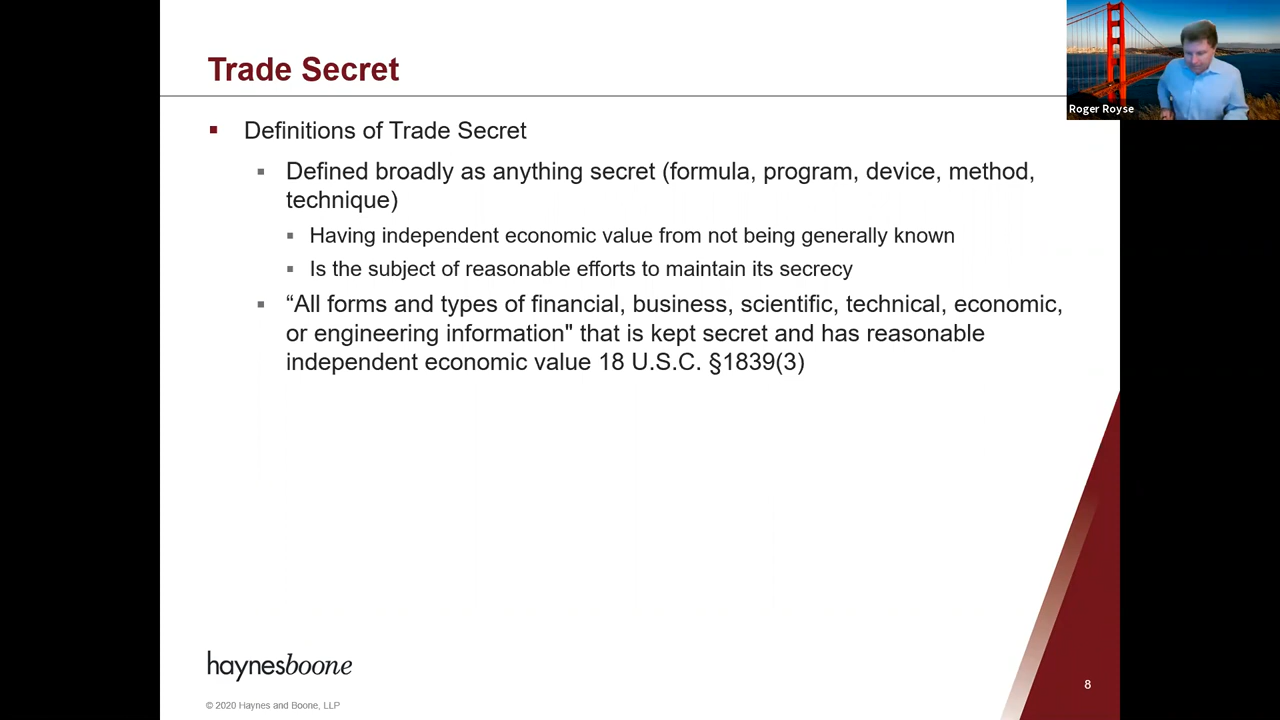 Trade Secret
Roger Royse
▪ Definitions of Trade Secret
▪ Defined broadly as anything secret (formula, program, device, method,
technique)
▪ Having independent economic value from not being generally known
▪ Is the subject of reasonable efforts to maintain its secrecy
▪ “All forms and types of financial, business, scientific, technical, economic,
or engineering information" that is kept secret and has reasonable
independent economic value 18 U.S.C. §1839(3)
haynesboone
8
© 2020 Haynes and Boone, LLP